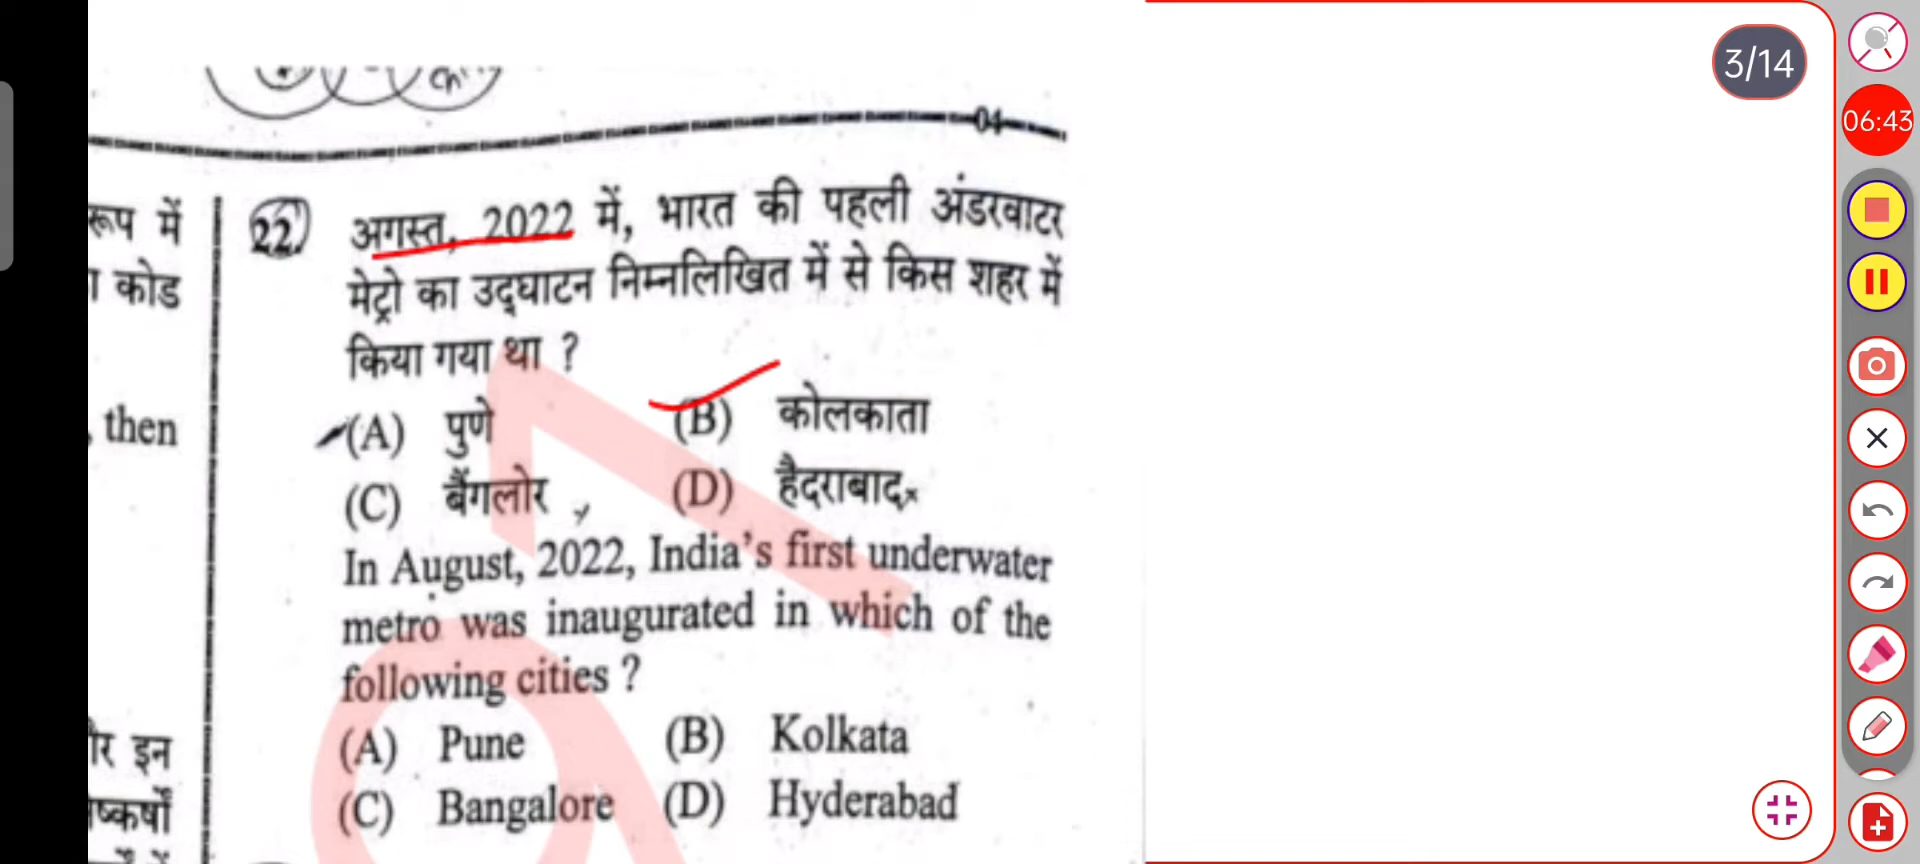 3/14
06:43
04
रूप में
ा कोड
, then
ेर इन
ष्कर्षों
22. अगस्त, 2022 में, भारत की पहली अंडरवाटर
मेट्रो का उद्घाटन निम्नलिखित में से किस शहर में
किया गया था ?
(A) पुणे (B) कोलकाता
(C) बैंगलोर (D) हैदराबाद
In August, 2022, India's first underwater
metro was inaugurated in which of the
following cities ?
(A) Pune (B) Kolkata
(C) Bangalore (D) Hyderabad